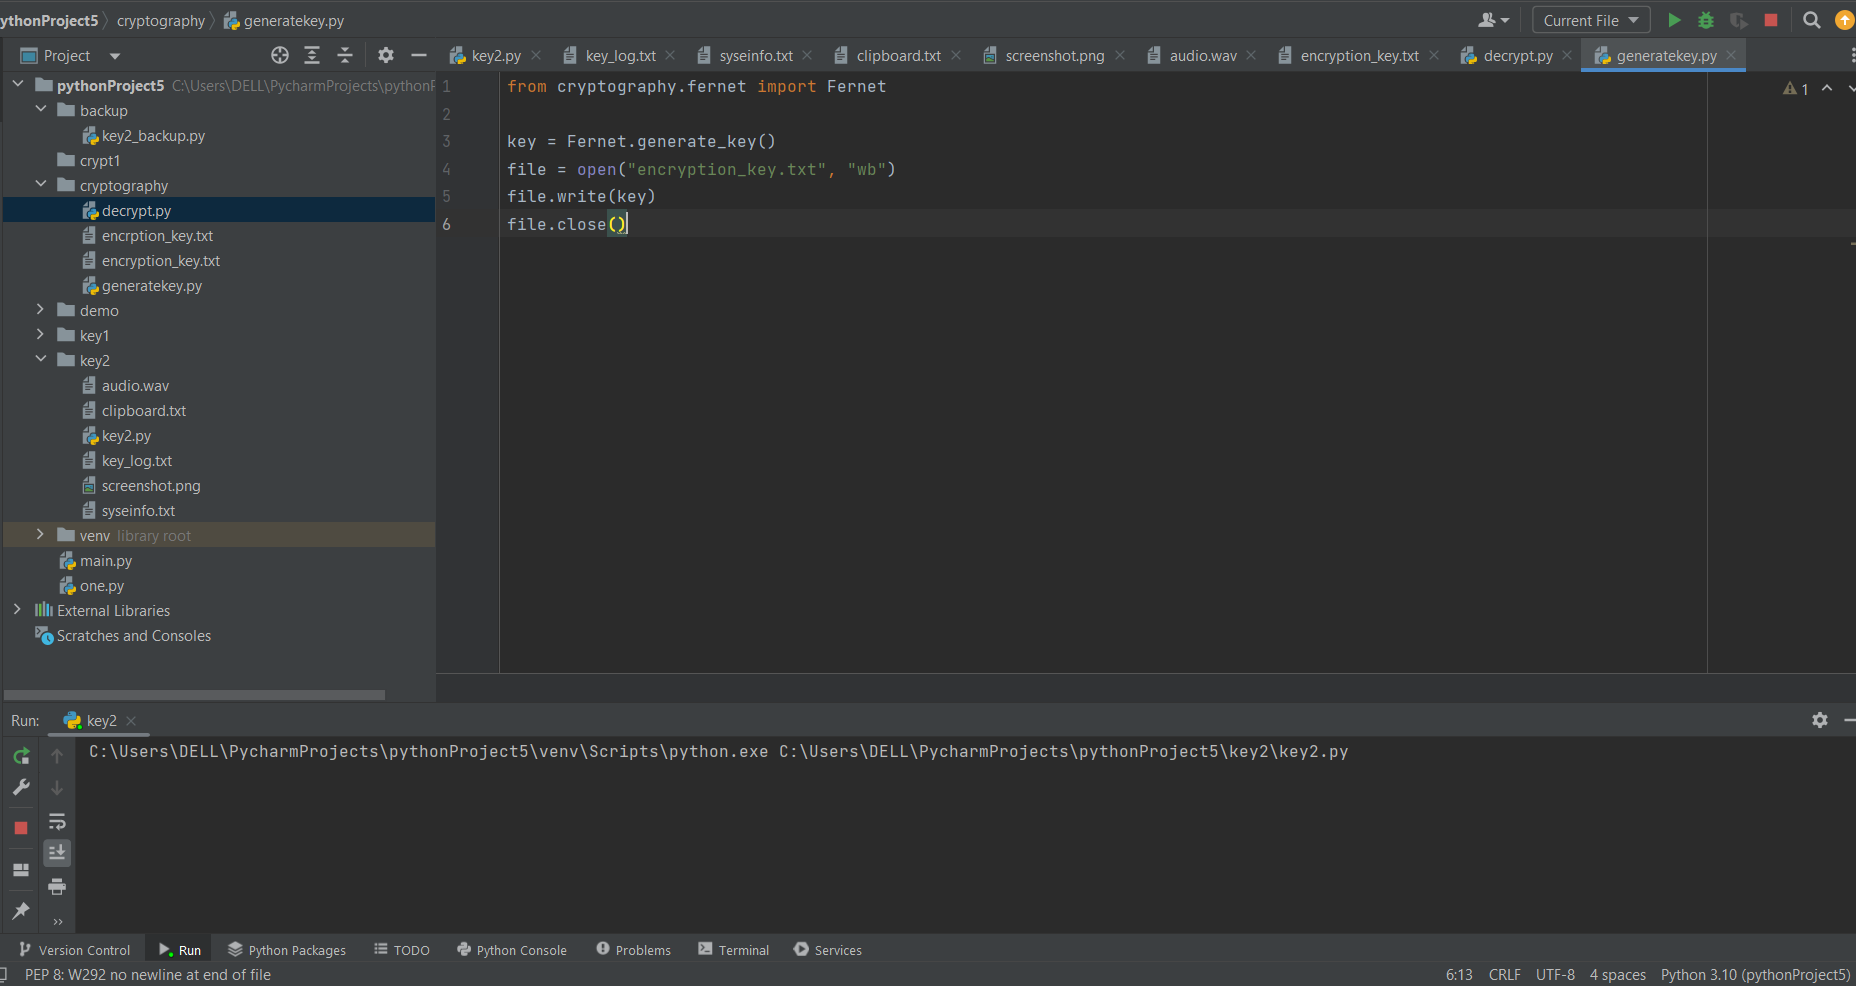 ythonProject5 cryptography generatekey.py
Current File
Project
key2.py key_log.txt syseinfo.txt clipboard.txt screenshot.png audio.wav encryption_key.txt decrypt.py generatekey.py
pythonProject5 C:\Users\DELL\PycharmProjects\pythonP
backup
key2_backup.py
crypt1
cryptography
decrypt.py
encrption_key.txt
encryption_key.txt
generatekey.py
demo
key1
key2
audio.wav
clipboard.txt
key2.py
key_log.txt
screenshot.png
syseinfo.txt
venv library root
main.py
one.py
External Libraries
Scratches and Consoles
1 from cryptography.fernet import Fernet
2
3 key = Fernet.generate_key()
4 file = open("encryption_key.txt", "wb")
5 file.write(key)
6 file.close()
1
Run: key2
C:\Users\DELL\PycharmProjects\pythonProject5\venv\Scripts\python.exe C:\Users\DELL\PycharmProjects\pythonProject5\key2\key2.py
Version Control Run Python Packages TODO Python Console Problems Terminal Services
PEP 8: W292 no newline at end of file 6:13 CRLF UTF-8 4 spaces Python 3.10 (pythonProject5)